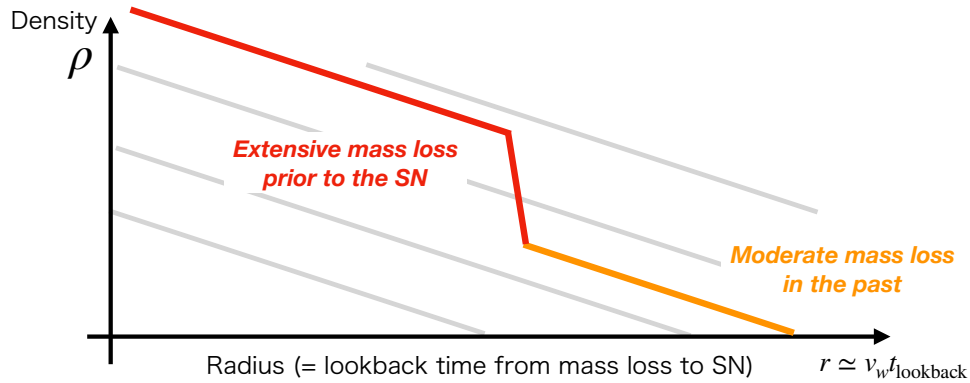 Density
ρ
Extensive mass loss
prior to the SN
Moderate mass loss
in the past
Radius (= lookback time from mass loss to SN)
r ≃ v_w t_lookback